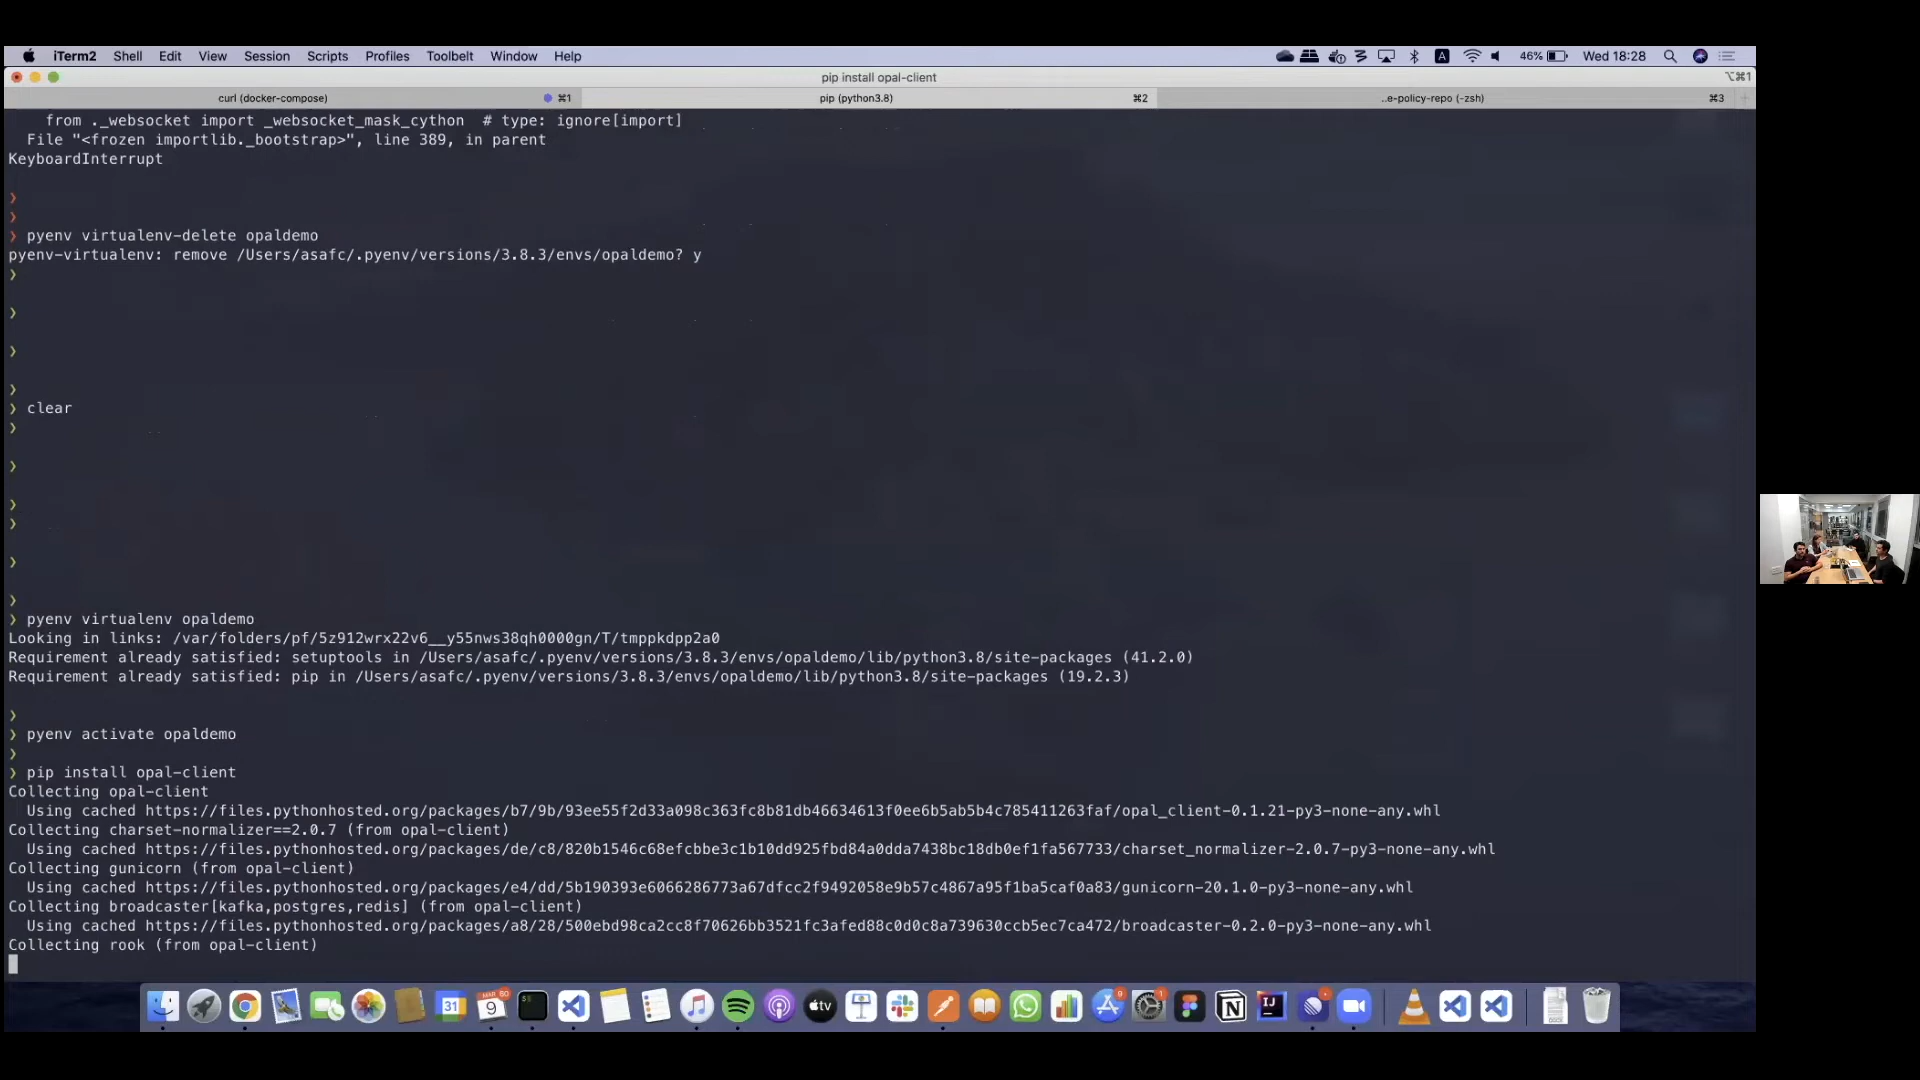 iTerm2 Shell Edit View Session Scripts Profiles Toolbelt Window Help
A 46% Wed 18:28
pip install opal-client ⌥⌘1
curl (docker-compose) ⌘1 pip (python3.8) ⌘2 ..e-policy-repo (-zsh) ⌘3
from ._websocket import _websocket_mask_cython # type: ignore[import]
File "<frozen importlib._bootstrap>", line 389, in parent
KeyboardInterrupt
❯
❯
❯ pyenv virtualenv-delete opaldemo
pyenv-virtualenv: remove /Users/asafc/.pyenv/versions/3.8.3/envs/opaldemo? y
❯
❯
❯
❯
❯ clear
❯
❯
❯
❯
❯
❯
❯ pyenv virtualenv opaldemo
Looking in links: /var/folders/pf/5z912wrx22v6__y55nws38qh0000gn/T/tmppkdpp2a0
Requirement already satisfied: setuptools in /Users/asafc/.pyenv/versions/3.8.3/envs/opaldemo/lib/python3.8/site-packages (41.2.0)
Requirement already satisfied: pip in /Users/asafc/.pyenv/versions/3.8.3/envs/opaldemo/lib/python3.8/site-packages (19.2.3)
❯
❯ pyenv activate opaldemo
❯
❯ pip install opal-client
Collecting opal-client
Using cached https://files.pythonhosted.org/packages/b7/9b/93ee55f2d33a098c363fc8b81db46634613f0ee6b5ab5b4c785411263faf/opal_client-0.1.21-py3-none-any.whl
Collecting charset-normalizer==2.0.7 (from opal-client)
Using cached https://files.pythonhosted.org/packages/de/c8/820b1546c68efcbbe3c1b10dd925fbd84a0dda7438bc18db0ef1fa567733/charset_normalizer-2.0.7-py3-none-any.whl
Collecting gunicorn (from opal-client)
Using cached https://files.pythonhosted.org/packages/e4/dd/5b190393e6066286773a67dfcc2f9492058e9b57c4867a95f1ba5caf0a83/gunicorn-20.1.0-py3-none-any.whl
Collecting broadcaster[kafka,postgres,redis] (from opal-client)
Using cached https://files.pythonhosted.org/packages/a8/28/500ebd98ca2cc8f70626bb3521fc3afed88c0d0c8a739630ccb5ec7ca472/broadcaster-0.2.0-py3-none-any.whl
Collecting rook (from opal-client)
31 9 tv N IJ